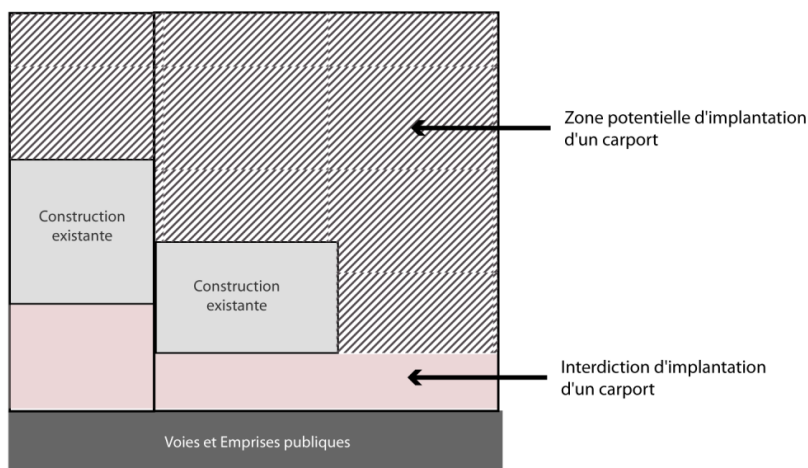 Zone potentielle d'implantation
d'un carport
Construction
existante
Construction
existante
Interdiction d'implantation
d'un carport
Voies et Emprises publiques